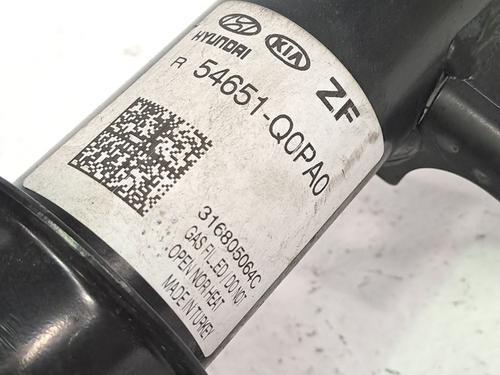 HYUNDAI KIA ZF
R 54651-Q0PA0
316805064C
GAS FILLED/DO NOT
OPEN NOR HEAT
MADE IN TURKEY